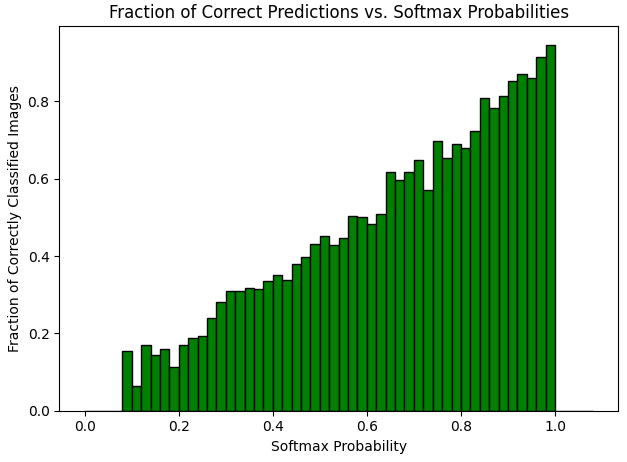 Fraction of Correct Predictions vs. Softmax Probabilities
Fraction of Correctly Classified Images
0.8
0.6
0.4
0.2
0.0
0.0 0.2 0.4 0.6 0.8 1.0
Softmax Probability